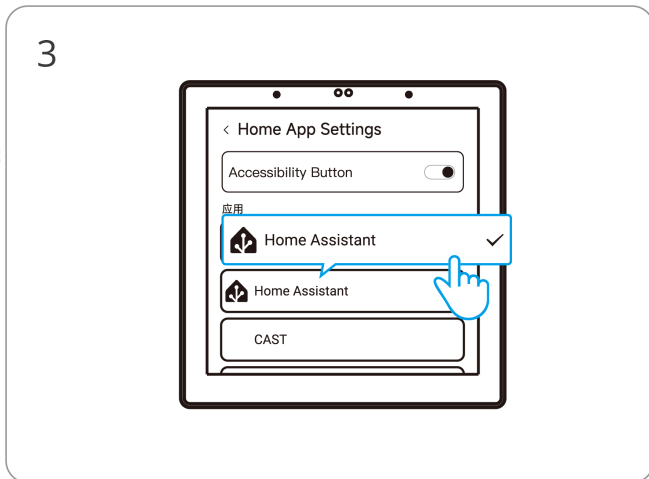 3
< Home App Settings
Accessibility Button
应用
Home Assistant
Home Assistant
CAST